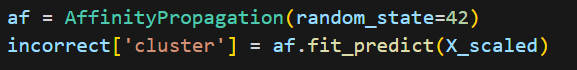 af = AffinityPropagation(random_state=42)
incorrect['cluster'] = af.fit_predict(X_scaled)